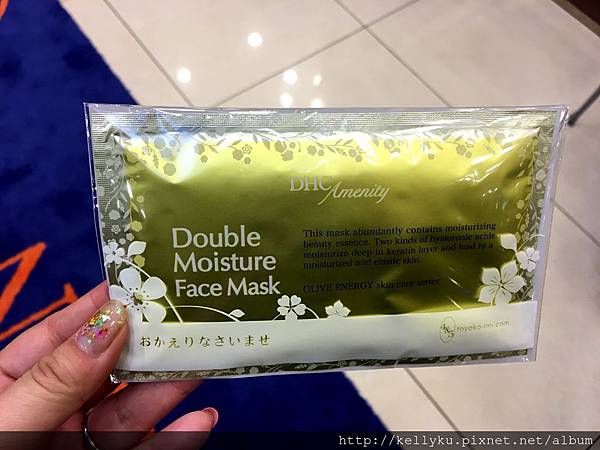 DHC Amenity
Double
Moisture
Face Mask
This mask abundantly contains moisturizing
beauty essence. Two kinds of hyaluronic acids
moisturize deep in keratin layer and lead to a
moisturized and elastic skin.
OLIVE ENERGY skin care series
おかえりなさいませ
toyoko-inn.com
http://kellyku.pixnet.net/album